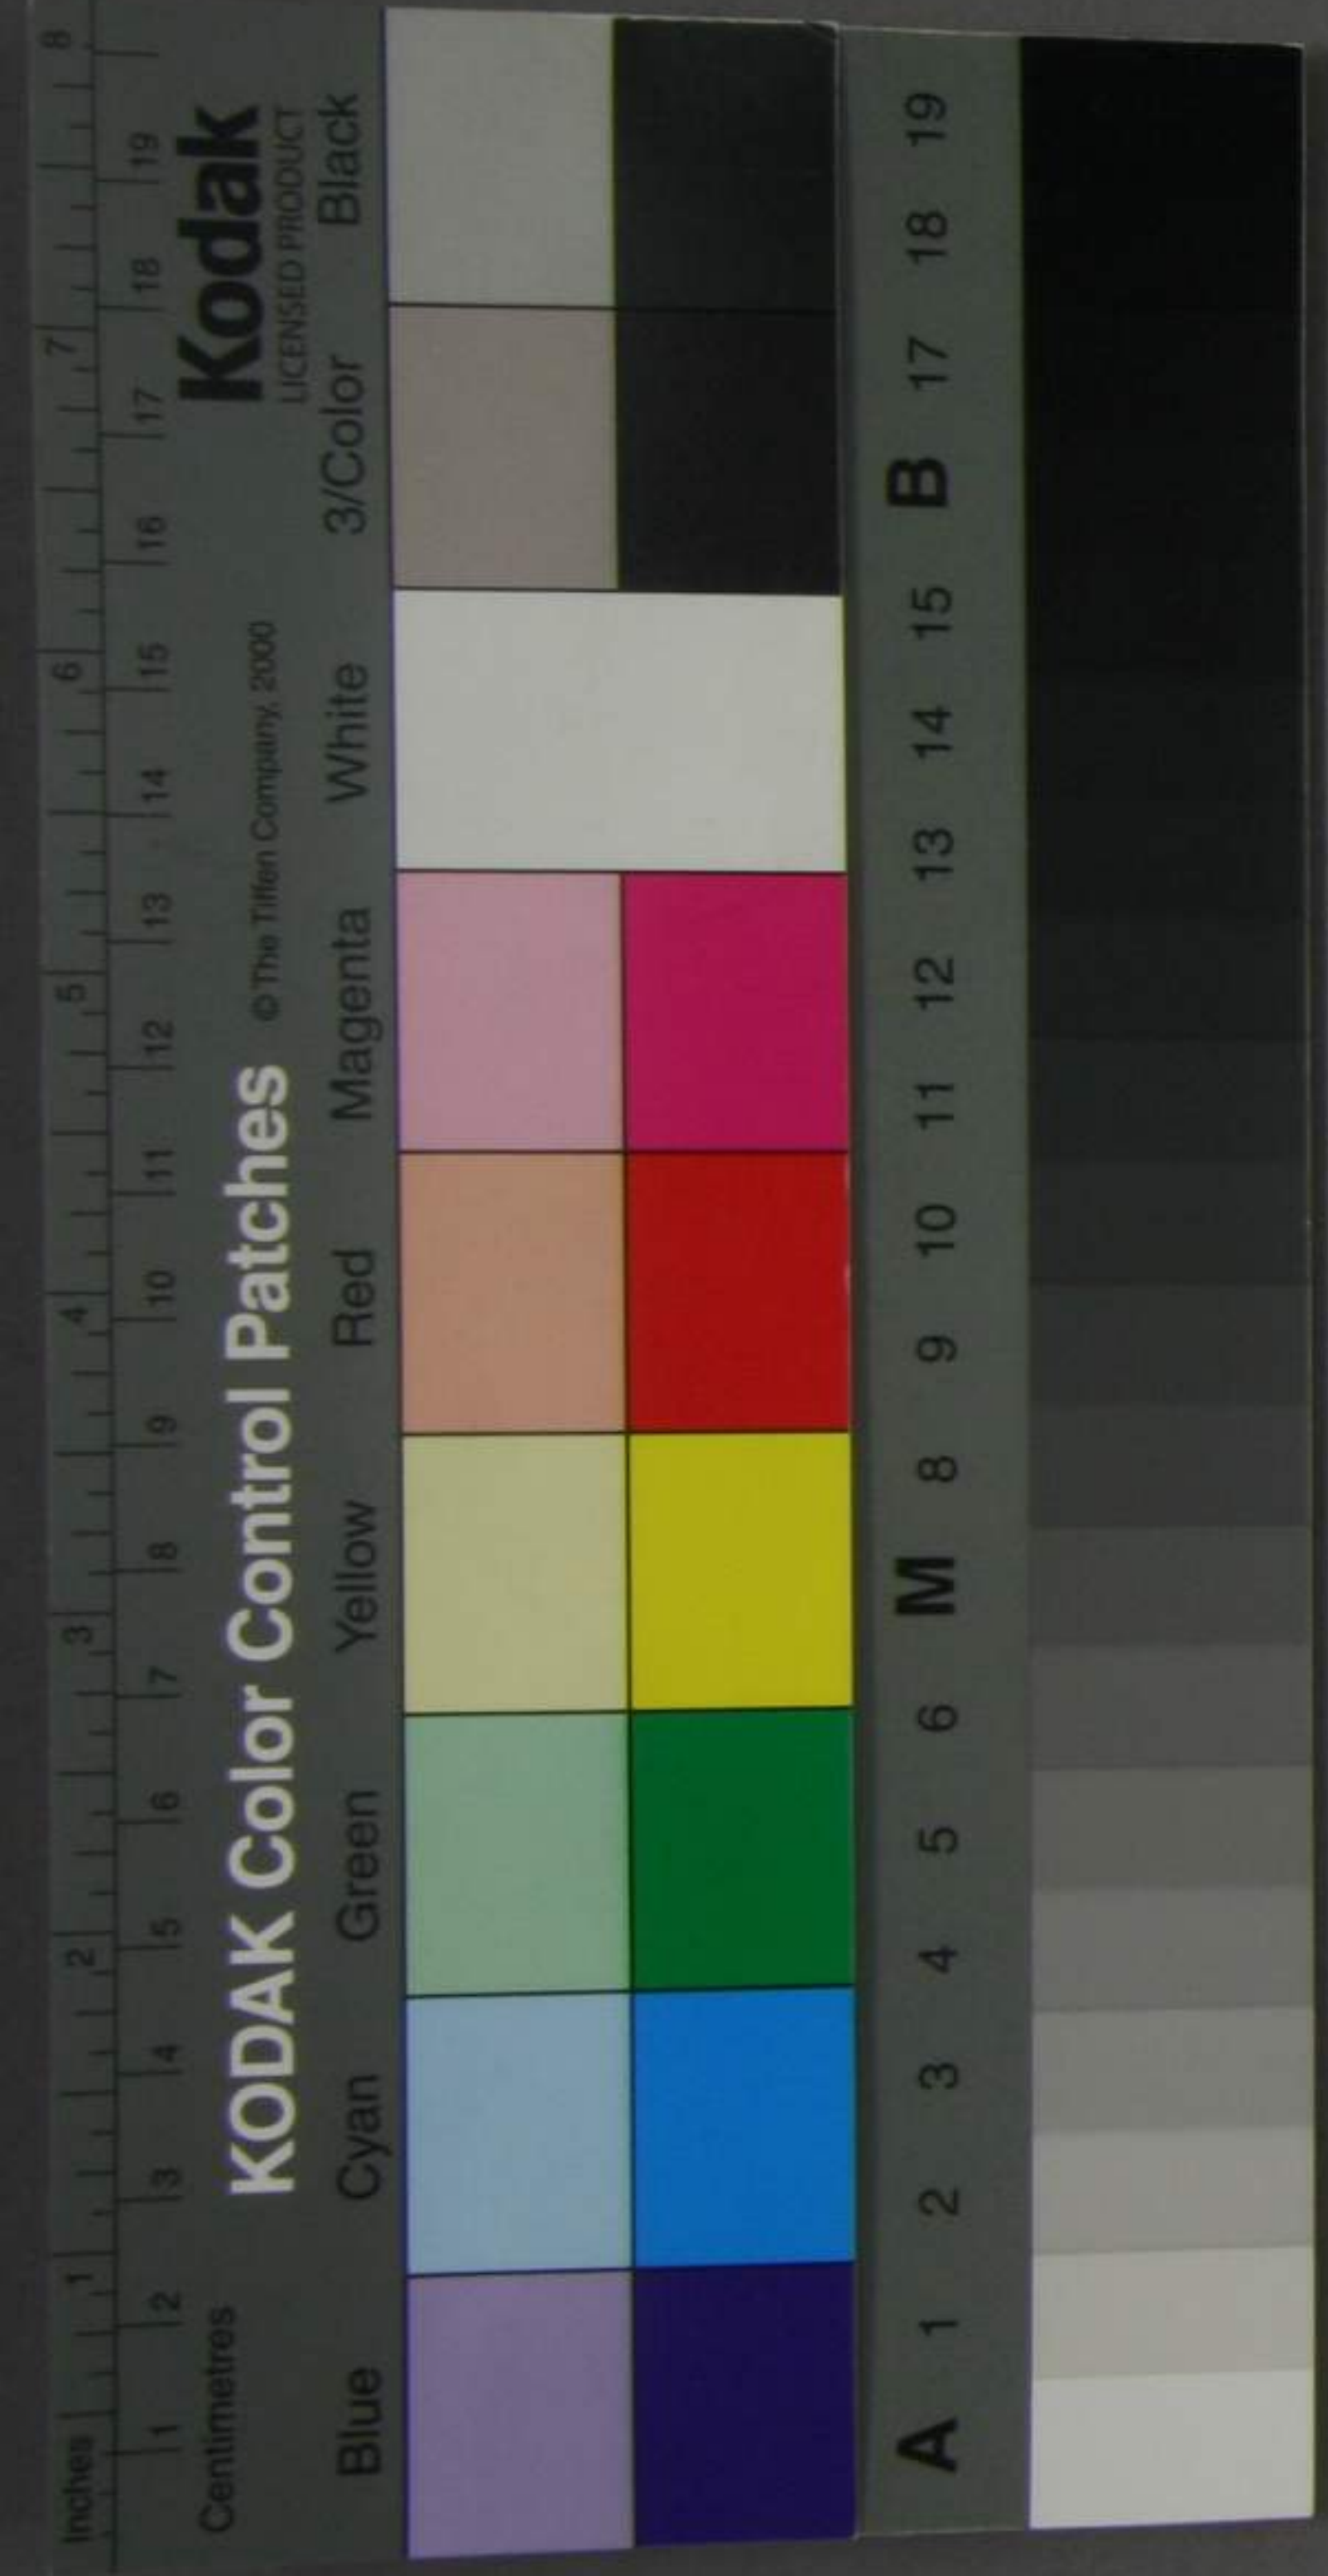 Inches 1 2 3 4 5 6 7 8
Centimetres 1 2 3 4 5 6 7 8 9 10 11 12 13 14 15 16 17 18 19
KODAK Color Control Patches © The Tiffen Company, 2000 Kodak
LICENSED PRODUCT
Blue Cyan Green Yellow Red Magenta White 3/Color Black
A 1 2 3 4 5 6 M 8 9 10 11 12 13 14 15 B 17 18 19